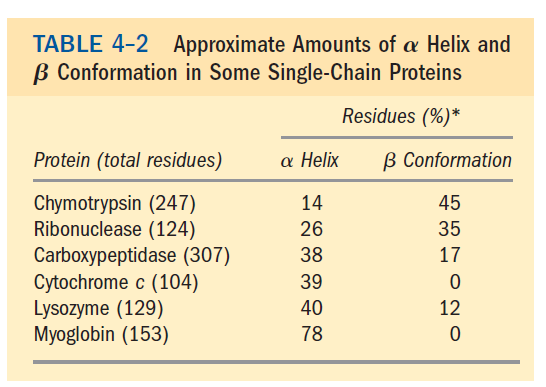 TABLE 4–2 Approximate Amounts of α Helix and
β Conformation in Some Single-Chain Proteins
Residues (%)*
Protein (total residues) α Helix β Conformation
Chymotrypsin (247) 14 45
Ribonuclease (124) 26 35
Carboxypeptidase (307) 38 17
Cytochrome c (104) 39 0
Lysozyme (129) 40 12
Myoglobin (153) 78 0